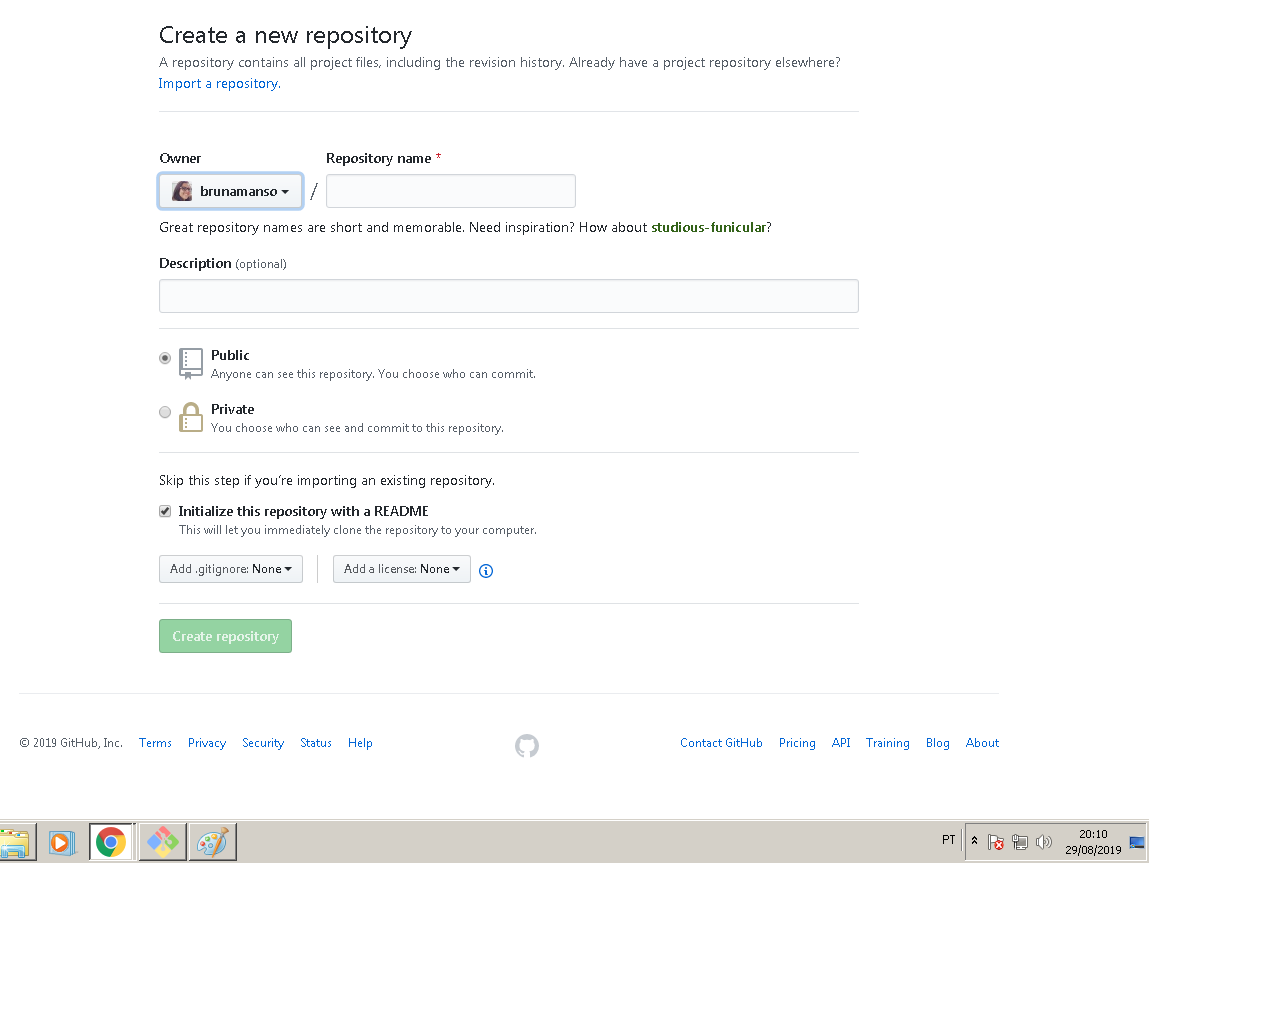 Create a new repository
A repository contains all project files, including the revision history. Already have a project repository elsewhere?
Import a repository.
Owner
Repository name *
brunamanso
/
Great repository names are short and memorable. Need inspiration? How about studious-funicular?
Description (optional)
Public
Anyone can see this repository. You choose who can commit.
Private
You choose who can see and commit to this repository.
Skip this step if you're importing an existing repository.
Initialize this repository with a README
This will let you immediately clone the repository to your computer.
Add .gitignore: None
Add a license: None
Create repository
© 2019 GitHub, Inc. Terms Privacy Security Status Help Contact GitHub Pricing API Training Blog About
PT
20:10
29/08/2019